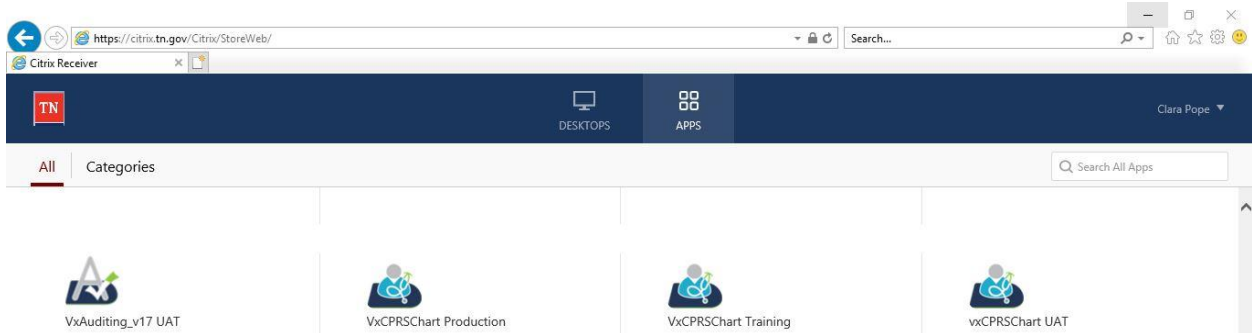 https://citrix.tn.gov/Citrix/StoreWeb/
Search...
Citrix Receiver
TN
DESKTOPS
APPS
Clara Pope
All
Categories
Search All Apps
VxAuditing_v17 UAT
VxCPRSChart Production
VxCPRSChart Training
vxCPRSChart UAT